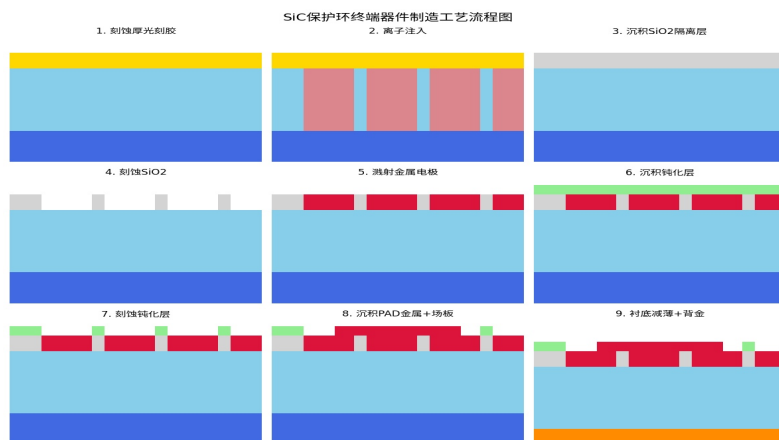 SiC保护环终端器件制造工艺流程图
1. 刻蚀厚光刻胶
2. 离子注入
3. 沉积SiO2隔离层
4. 刻蚀SiO2
5. 溅射金属电极
6. 沉积钝化层
7. 刻蚀钝化层
8. 沉积PAD金属+场板
9. 衬底减薄+背金